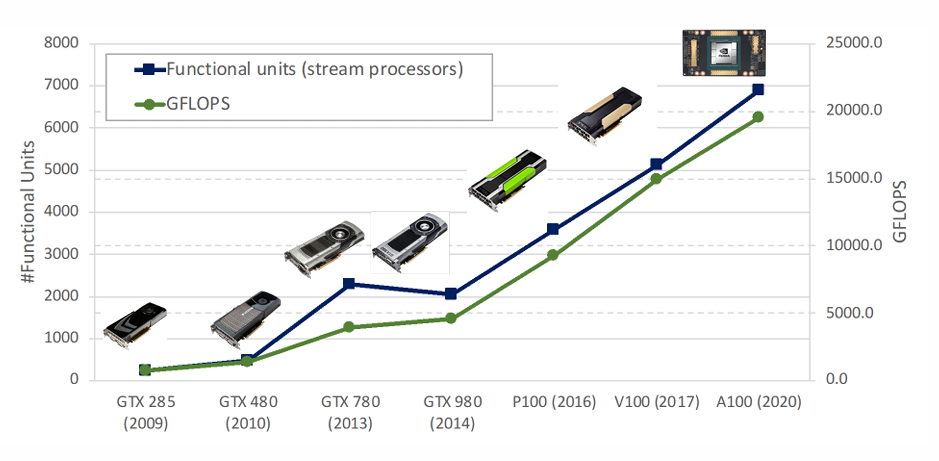 8000
7000
6000
5000
4000
3000
2000
1000
0
#Functional Units
Functional units (stream processors)
GFLOPS
25000.0
20000.0
15000.0
10000.0
5000.0
0.0
GFLOPS
GTX 285
(2009)
GTX 480
(2010)
GTX 780
(2013)
GTX 980
(2014)
P100 (2016)
V100 (2017)
A100 (2020)
NVIDIA